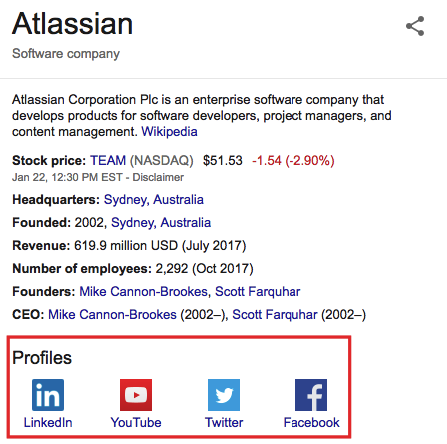 Atlassian
Software company
Atlassian Corporation Plc is an enterprise software company that
develops products for software developers, project managers, and
content management. Wikipedia
Stock price: TEAM (NASDAQ) $51.53 -1.54 (-2.90%)
Jan 22, 12:30 PM EST - Disclaimer
Headquarters: Sydney, Australia
Founded: 2002, Sydney, Australia
Revenue: 619.9 million USD (July 2017)
Number of employees: 2,292 (Oct 2017)
Founders: Mike Cannon-Brookes, Scott Farquhar
CEO: Mike Cannon-Brookes (2002–), Scott Farquhar (2002–)
Profiles
LinkedIn YouTube Twitter Facebook